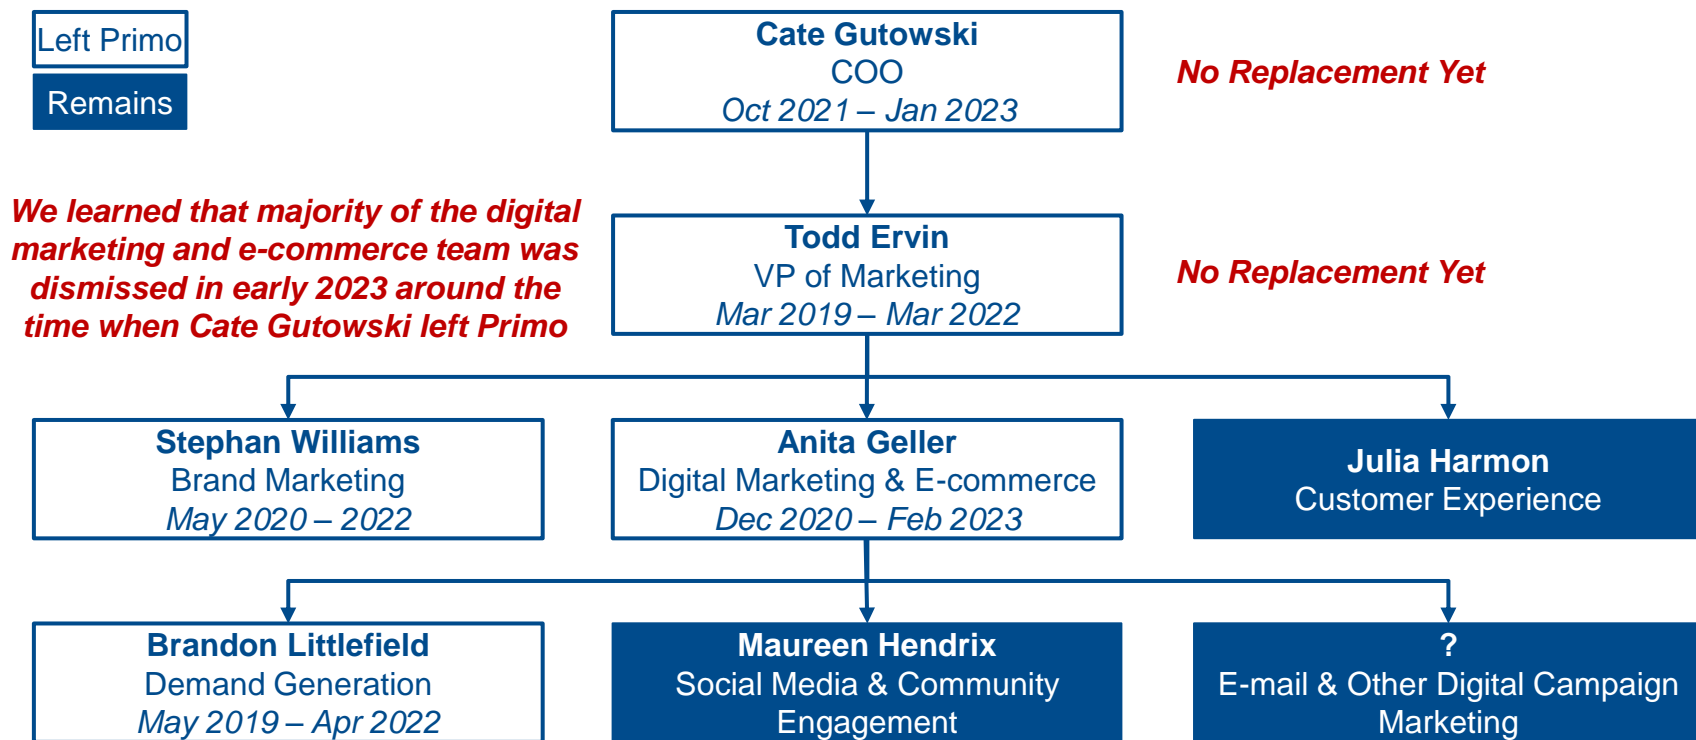 Left Primo
Remains
Cate Gutowski
COO
Oct 2021 – Jan 2023
No Replacement Yet
We learned that majority of the digital
marketing and e-commerce team was
dismissed in early 2023 around the
time when Cate Gutowski left Primo
Todd Ervin
VP of Marketing
Mar 2019 – Mar 2022
No Replacement Yet
Stephan Williams
Brand Marketing
May 2020 – 2022
Anita Geller
Digital Marketing & E-commerce
Dec 2020 – Feb 2023
Julia Harmon
Customer Experience
Brandon Littlefield
Demand Generation
May 2019 – Apr 2022
Maureen Hendrix
Social Media & Community
Engagement
?
E-mail & Other Digital Campaign
Marketing